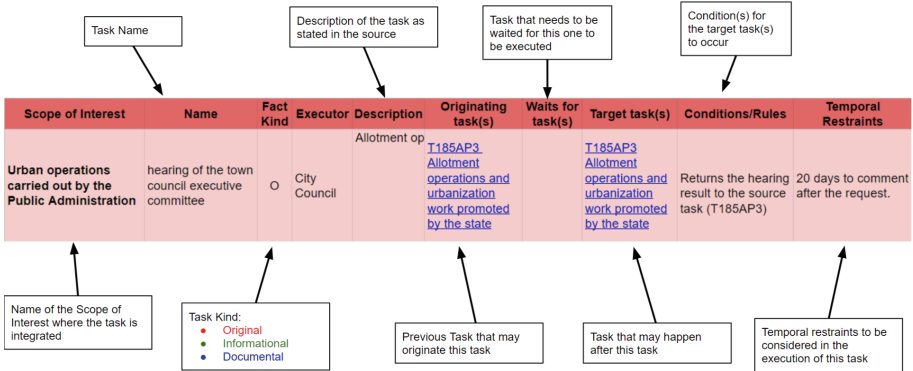 Task Name
Description of the task as
stated in the source
Task that needs to be
waited for this one to
be executed
Condition(s) for
the target task(s)
to occur
Scope of Interest
Name
Fact
Kind
Executor
Description
Originating
task(s)
Waits for
task(s)
Target task(s)
Conditions/Rules
Temporal
Restraints
Urban operations
carried out by the
Public Administration
hearing of the town
council executive
committee
O
City
Council
Allotment op
T185AP3
Allotment
operations and
urbanization
work promoted
by the state
T185AP3
Allotment
operations and
urbanization
work promoted
by the state
Returns the hearing
result to the source
task (T185AP3)
20 days to comment
after the request.
Name of the Scope of
Interest where the task is
integrated
Task Kind:
Original
Informational
Documental
Previous Task that may
originate this task
Task that may happen
after this task
Temporal restraints to be
considered in the
execution of this task